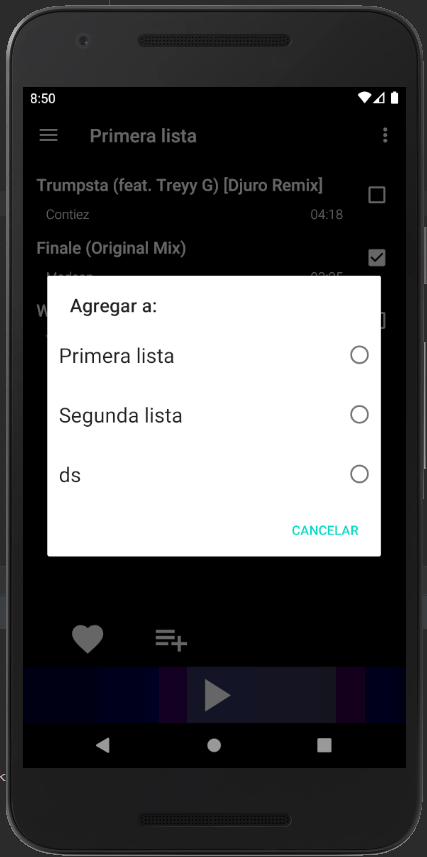 8:50
Primera lista
Trumpsta (feat. Treyy G) [Djuro Remix]
Contiez 04:18
Finale (Original Mix)
W
Agregar a:
Primera lista
Segunda lista
ds
CANCELAR